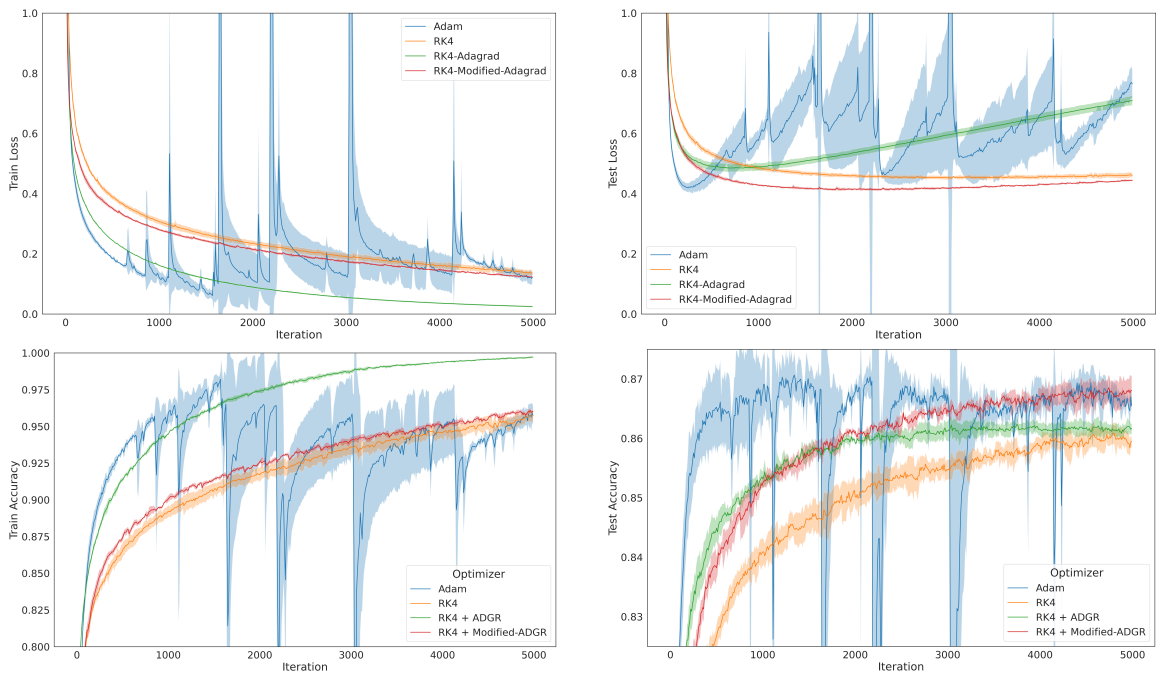 1.0
0.8
0.6
0.4
0.2
0.0
Train Loss
0 1000 2000 3000 4000 5000
Iteration
Adam
RK4
RK4-Adagrad
RK4-Modified-Adagrad
1.0
0.8
0.6
0.4
0.2
0.0
Test Loss
0 1000 2000 3000 4000 5000
Iteration
Adam
RK4
RK4-Adagrad
RK4-Modified-Adagrad
1.000
0.975
0.950
0.925
0.900
0.875
0.850
0.825
0.800
Train Accuracy
0 1000 2000 3000 4000 5000
Iteration
Optimizer
Adam
RK4
RK4 + ADGR
RK4 + Modified-ADGR
0.87
0.86
0.85
0.84
0.83
Test Accuracy
0 1000 2000 3000 4000 5000
Iteration
Optimizer
Adam
RK4
RK4 + ADGR
RK4 + Modified-ADGR